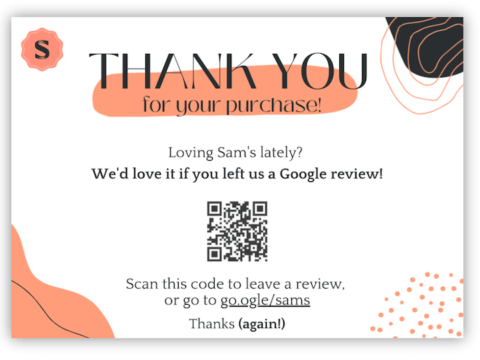 S
THANK YOU
for your purchase!
Loving Sam's lately?
We'd love it if you left us a Google review!
Scan this code to leave a review,
or go to go.ogle/sams
Thanks (again!)